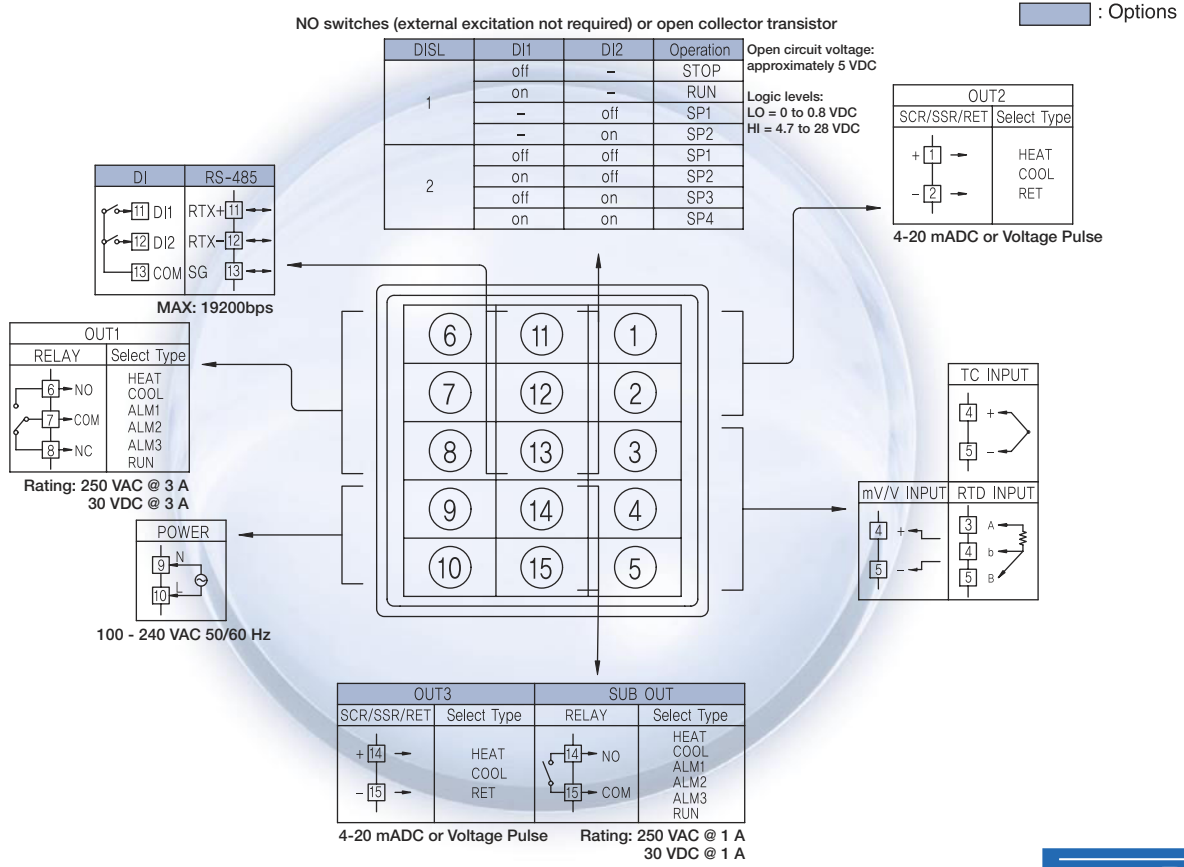 : Options
NO switches (external excitation not required) or open collector transistor
DISL DI1 DI2 Operation
1 off – STOP
on – RUN
– off SP1
– on SP2
2 off off SP1
on off SP2
off on SP3
on on SP4
Open circuit voltage:
approximately 5 VDC
Logic levels:
LO = 0 to 0.8 VDC
HI = 4.7 to 28 VDC
OUT2
SCR/SSR/RET Select Type
+ 1 HEAT
COOL
– 2 RET
4-20 mADC or Voltage Pulse
DI RS-485
11 DI1 RTX+ 11
12 DI2 RTX– 12
13 COM SG 13
MAX: 19200bps
OUT1
RELAY Select Type
6 NO
7 COM
8 NC
HEAT
COOL
ALM1
ALM2
ALM3
RUN
Rating: 250 VAC @ 3 A
30 VDC @ 3 A
POWER
9 N
10 L
100 - 240 VAC 50/60 Hz
6 11 1
7 12 2
8 13 3
9 14 4
10 15 5
TC INPUT
4 +
5 –
mV/V INPUT
4 +
5 –
RTD INPUT
3 A
4 b
5 B
OUT3
SCR/SSR/RET Select Type
+ 14 HEAT
COOL
– 15 RET
4-20 mADC or Voltage Pulse
SUB OUT
RELAY Select Type
14 NO
15 COM
HEAT
COOL
ALM1
ALM2
ALM3
RUN
Rating: 250 VAC @ 1 A
30 VDC @ 1 A